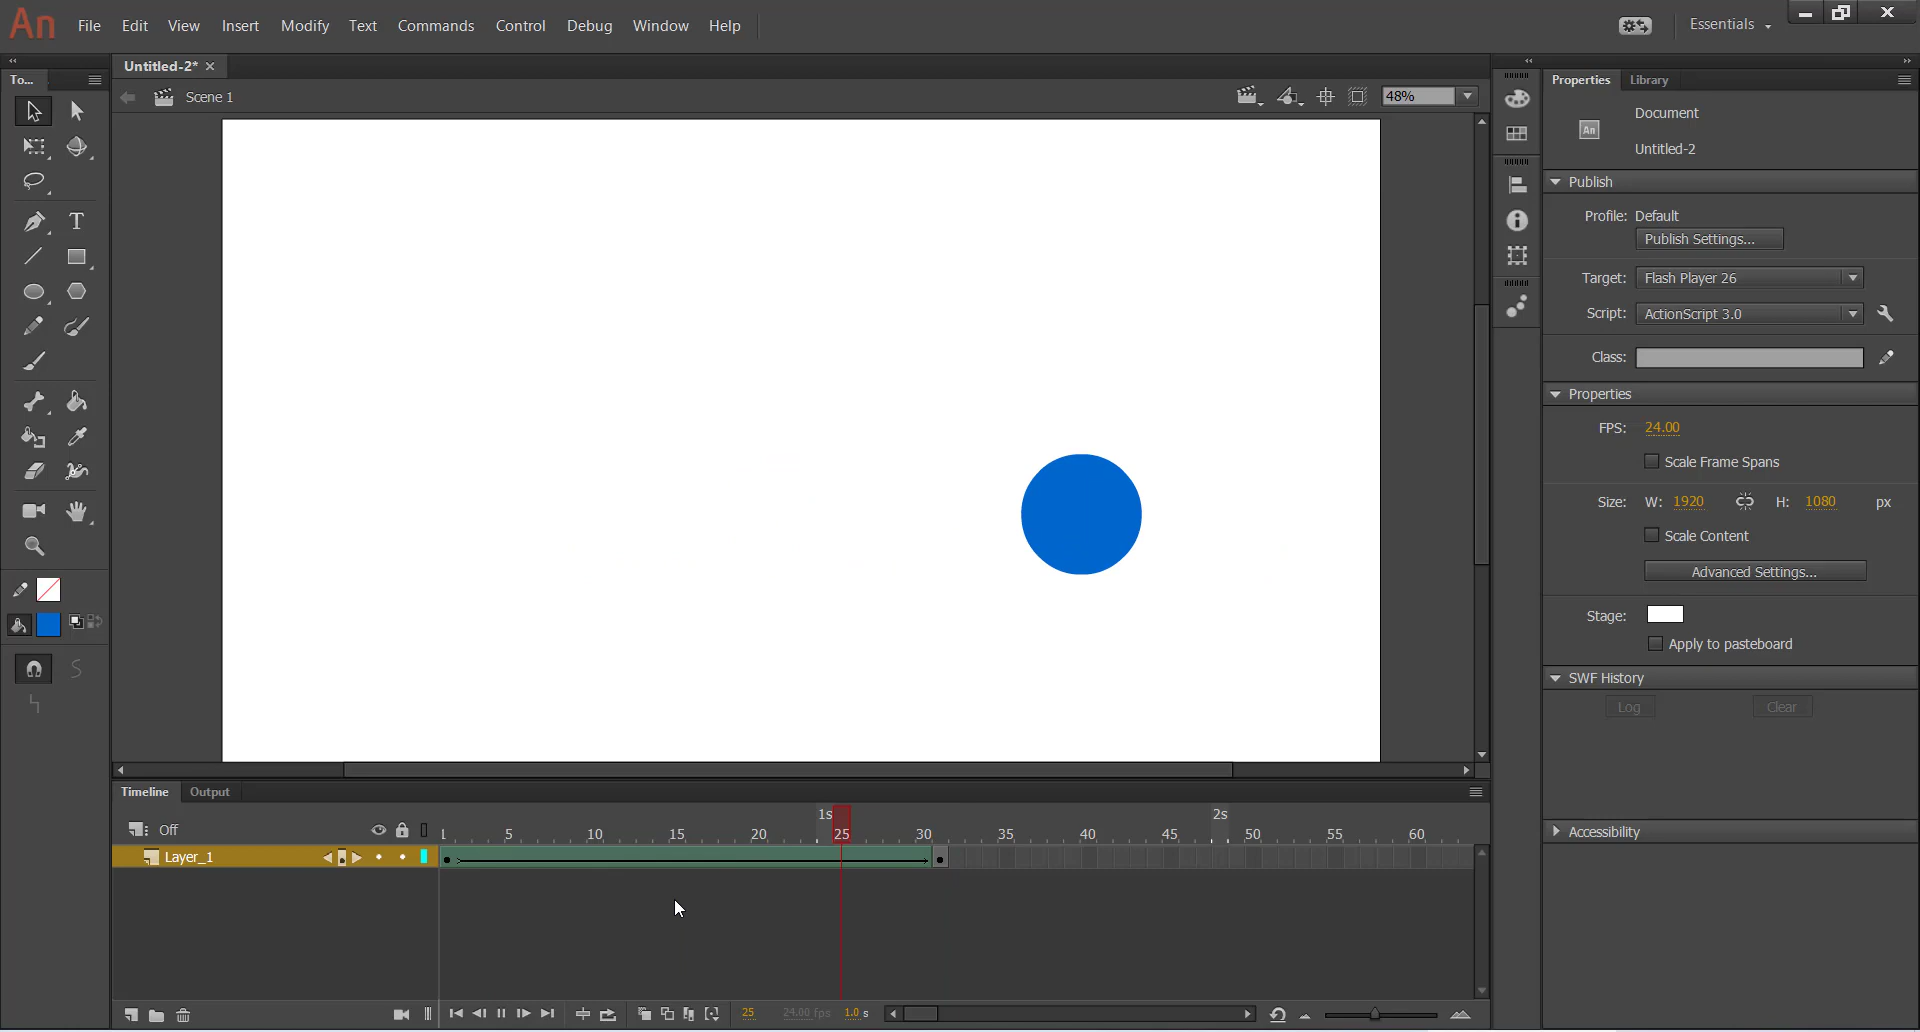 An File Edit View Insert Modify Text Commands Control Debug Window Help Essentials
To... Untitled-2* Properties Library
Scene 1 48%
Document
An
Untitled-2
Publish
Profile: Default
Publish Settings...
Target: Flash Player 26
Script: ActionScript 3.0
Class:
Properties
FPS: 24.00
Scale Frame Spans
Size: W: 1920 H: 1080 px
Scale Content
Advanced Settings...
Stage:
Apply to pasteboard
SWF History
Log Clear
Accessibility
Timeline Output
1s 2s
Off 1 5 10 15 20 25 30 35 40 45 50 55 60
Layer_1
25 24.00 fps 1.0 s